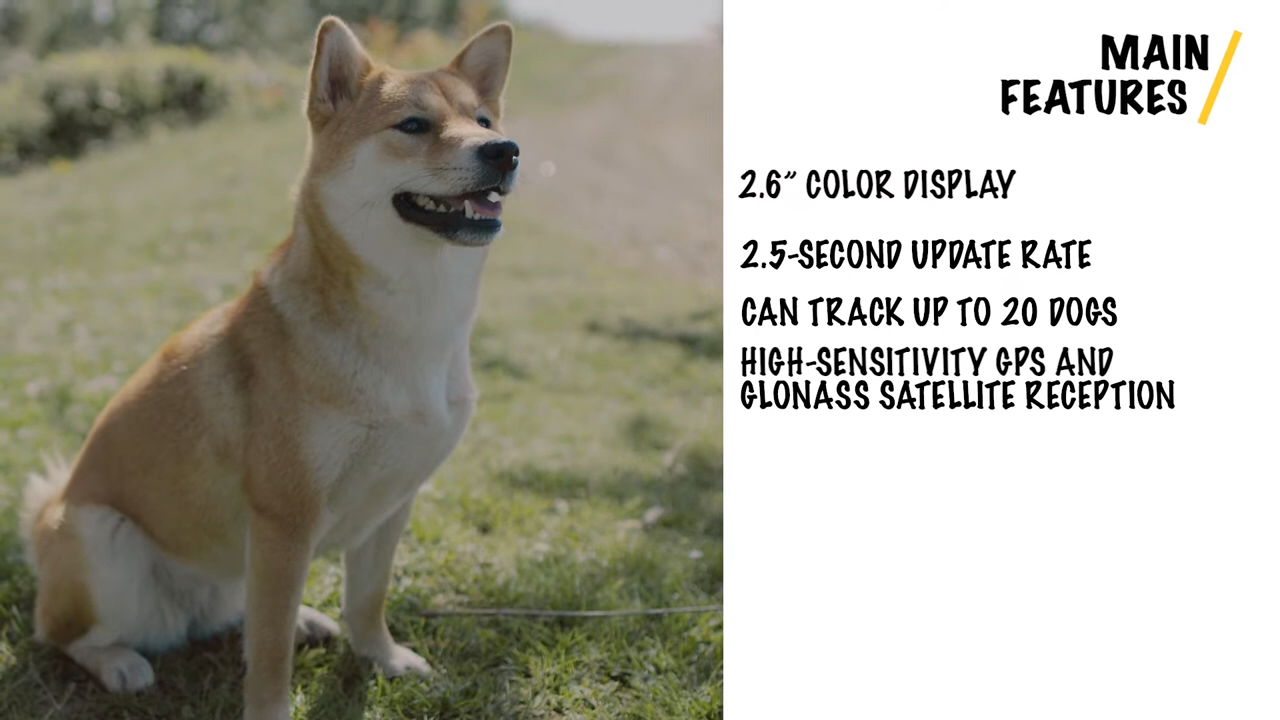 MAIN
FEATURES
2.6” COLOR DISPLAY
2.5-SECOND UPDATE RATE
CAN TRACK UP TO 20 DOGS
HIGH-SENSITIVITY GPS AND
GLONASS SATELLITE RECEPTION